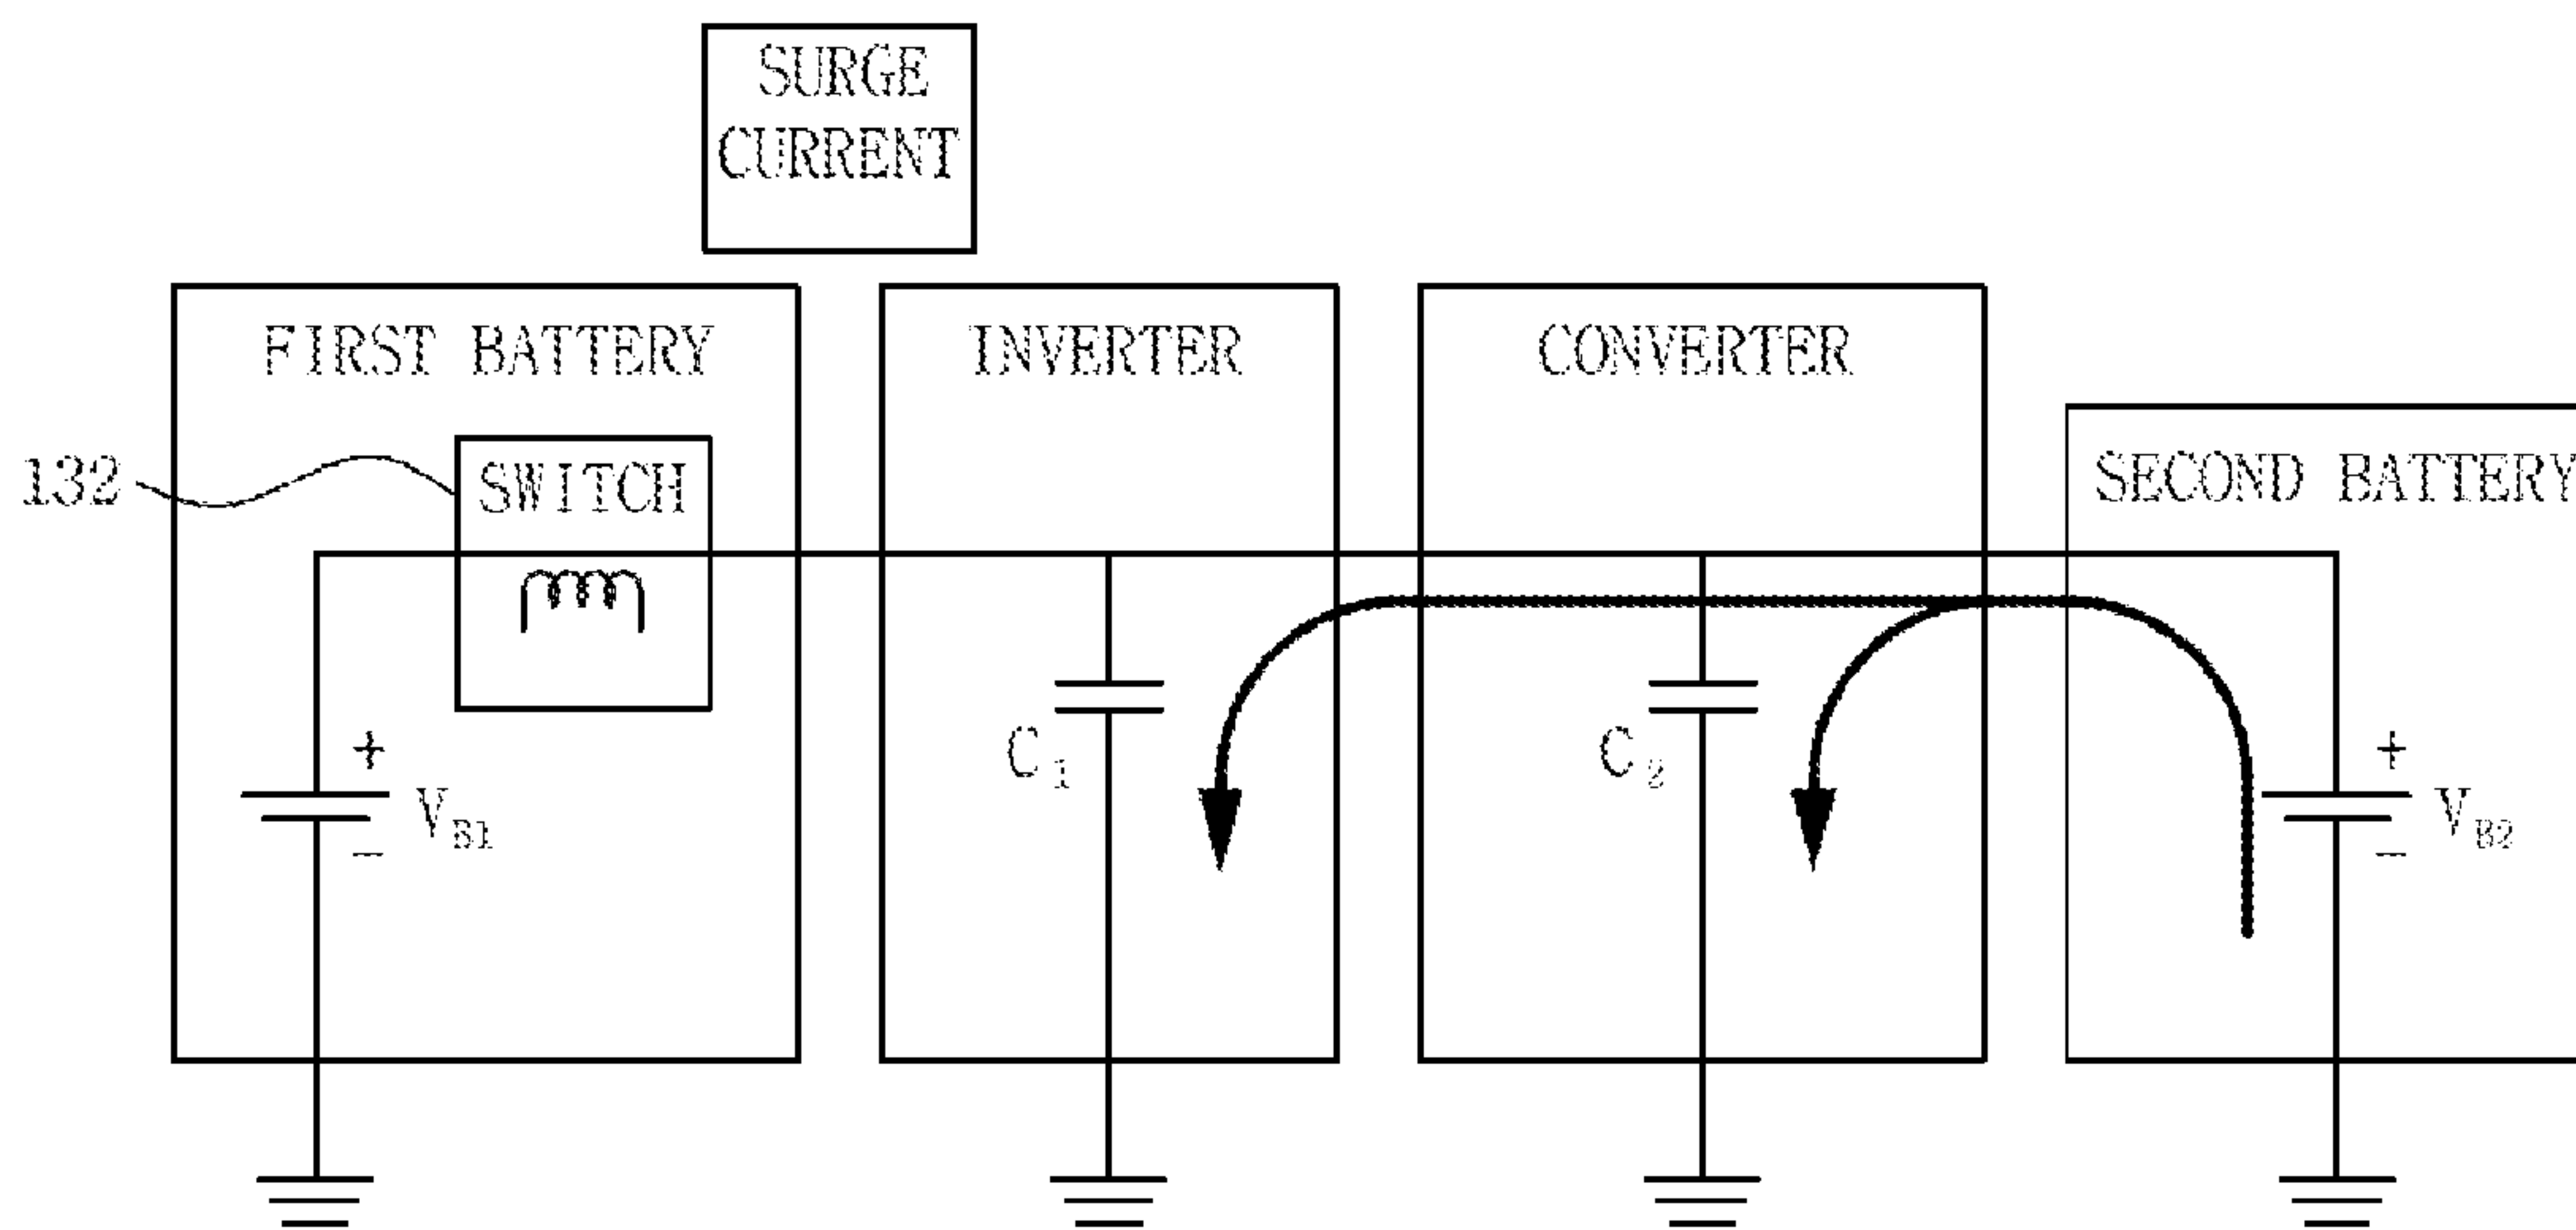 SURGE
CURRENT
FIRST BATTERY
INVERTER
CONVERTER
132
SWITCH
SECOND BATTERY
+
VB1
−
C1
C2
+
VB2
−